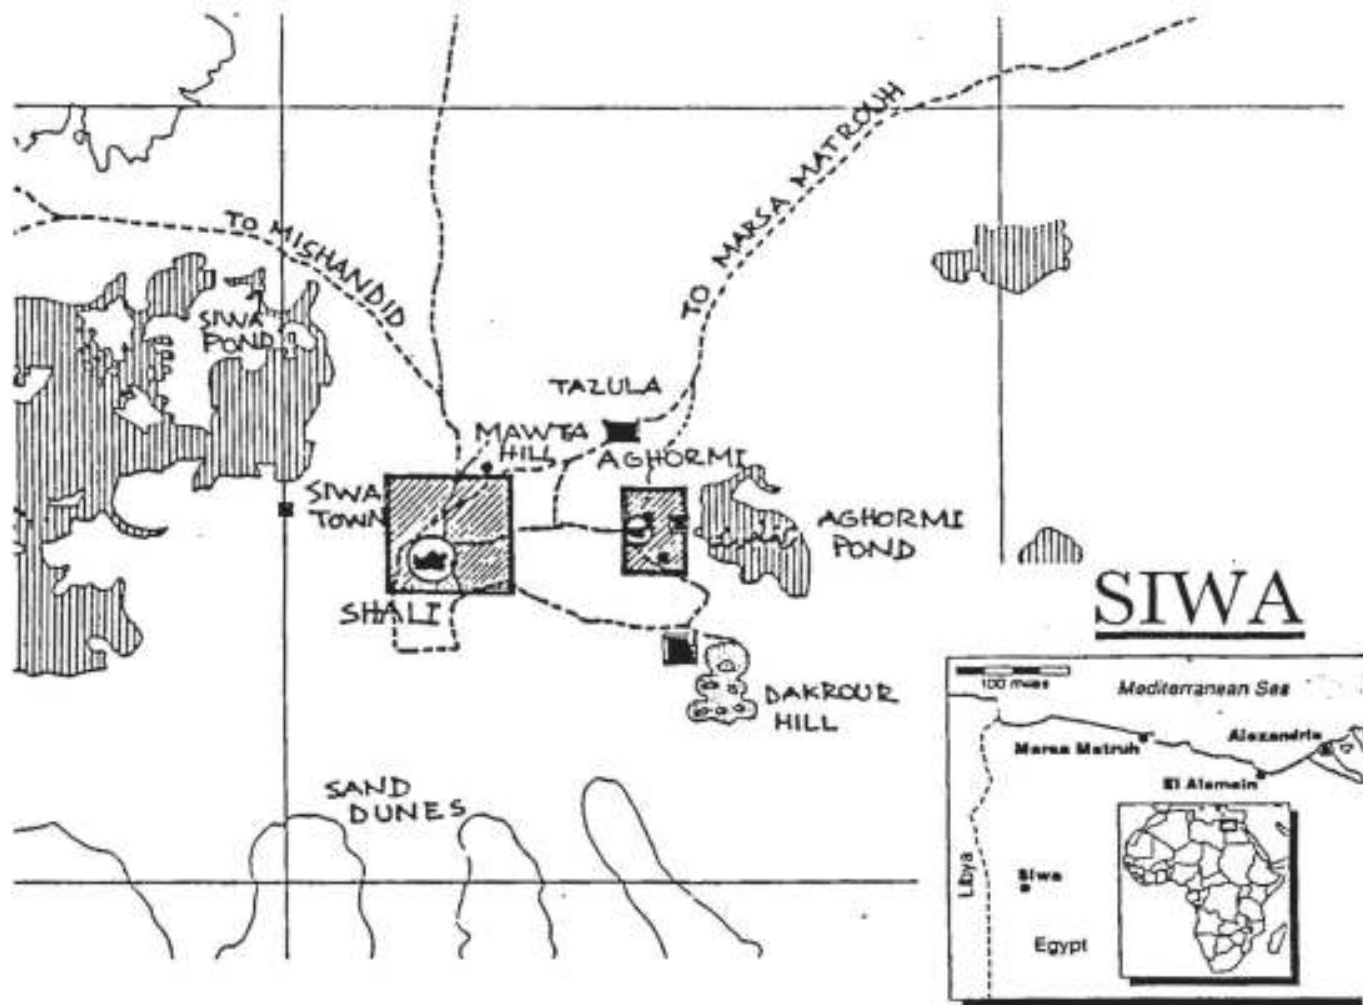 TO MARSA MATROUH
TO MISHANDID
SIWA
POND
TAZULA
MAWTA
HILL
AGHORMI
SIWA
TOWN
AGHORMI
POND
SHALI
DAKROUR
HILL
SAND
DUNES
SIWA
100 miles
Mediterranean Sea
Marsa Matruh
Alexandria
El Alamein
Libya
Siwa
Egypt